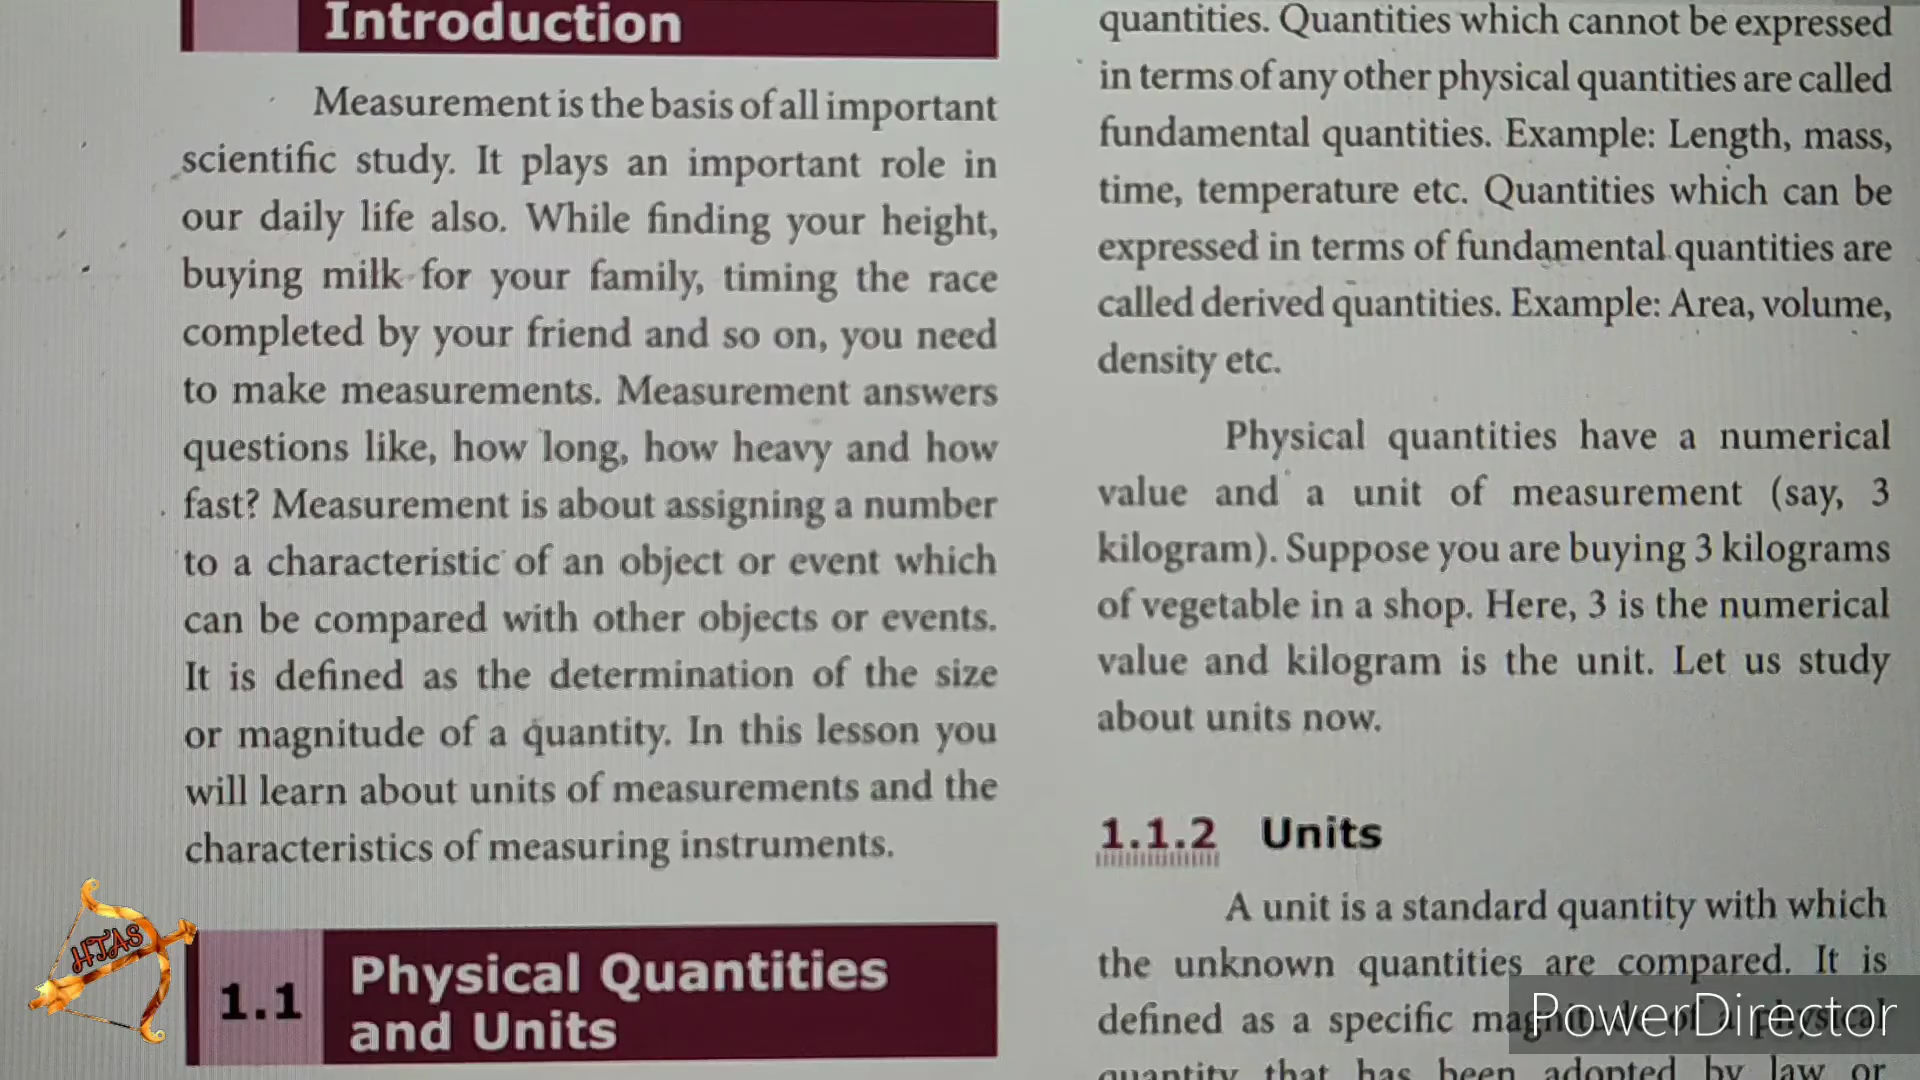 Introduction
Measurement is the basis of all important
scientific study. It plays an important role in
our daily life also. While finding your height,
buying milk for your family, timing the race
completed by your friend and so on, you need
to make measurements. Measurement answers
questions like, how long, how heavy and how
fast? Measurement is about assigning a number
to a characteristic of an object or event which
can be compared with other objects or events.
It is defined as the determination of the size
or magnitude of a quantity. In this lesson you
will learn about units of measurements and the
characteristics of measuring instruments.
1.1 Physical Quantities
and Units
quantities. Quantities which cannot be expressed
in terms of any other physical quantities are called
fundamental quantities. Example: Length, mass,
time, temperature etc. Quantities which can be
expressed in terms of fundamental quantities are
called derived quantities. Example: Area, volume,
density etc.
Physical quantities have a numerical
value and a unit of measurement (say, 3
kilogram). Suppose you are buying 3 kilograms
of vegetable in a shop. Here, 3 is the numerical
value and kilogram is the unit. Let us study
about units now.
1.1.2 Units
A unit is a standard quantity with which
the unknown quantities are compared. It is
defined as a specific magnitude of a physical
quantity that has been adopted by law or
HTAS
PowerDirector